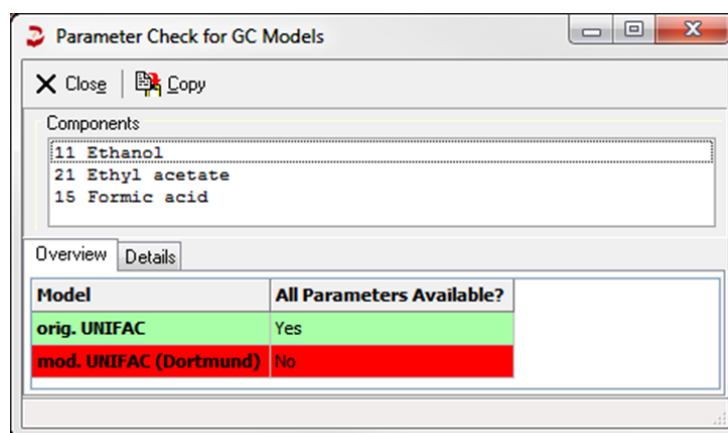 Parameter Check for GC Models
Close Copy
Components
11 Ethanol
21 Ethyl acetate
15 Formic acid
Overview Details
Model All Parameters Available?
orig. UNIFAC Yes
mod. UNIFAC (Dortmund) No